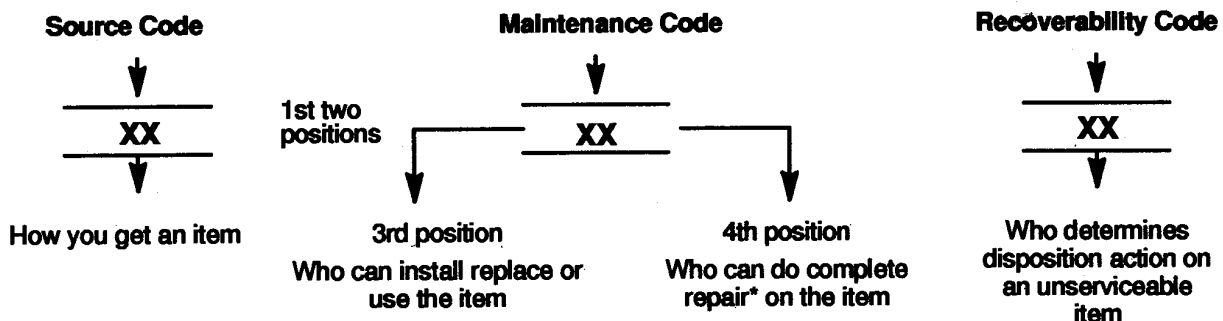 Source Code
Maintenance Code
Recoverability Code
XX
1st two
positions
XX
XX
How you get an item
3rd position
Who can install replace or
use the item
4th position
Who can do complete
repair* on the item
Who determines
disposition action on
an unserviceable
item